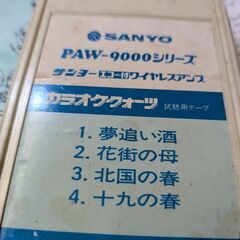 SANYO
PAW-9000シリーズ
サンヨーエコー付ワイヤレスアンプ
カラオケクォーツ 試聴用テープ
1. 夢追い酒
2. 花街の母
3. 北国の春
4. 十九の春